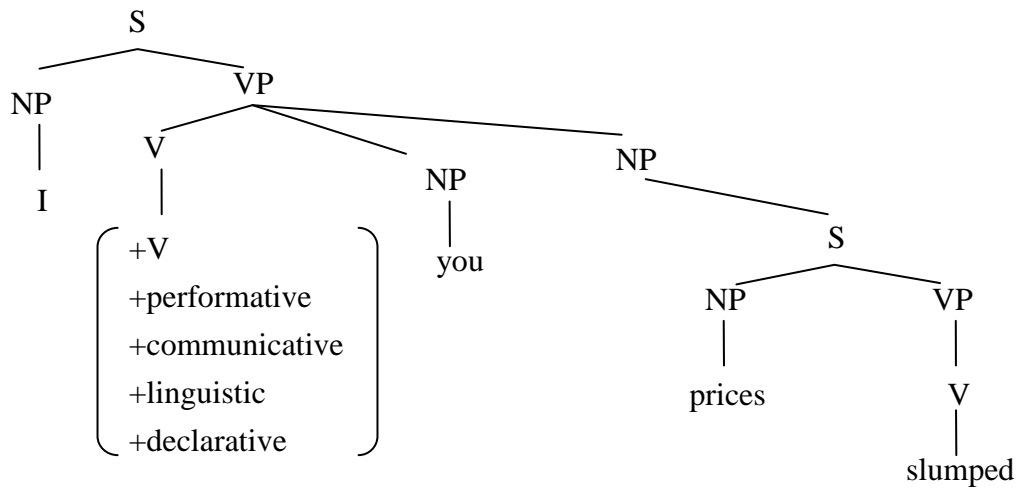 S
NP VP
V NP NP
I
+V you S
+performative NP VP
+communicative
+linguistic prices V
+declarative
slumped